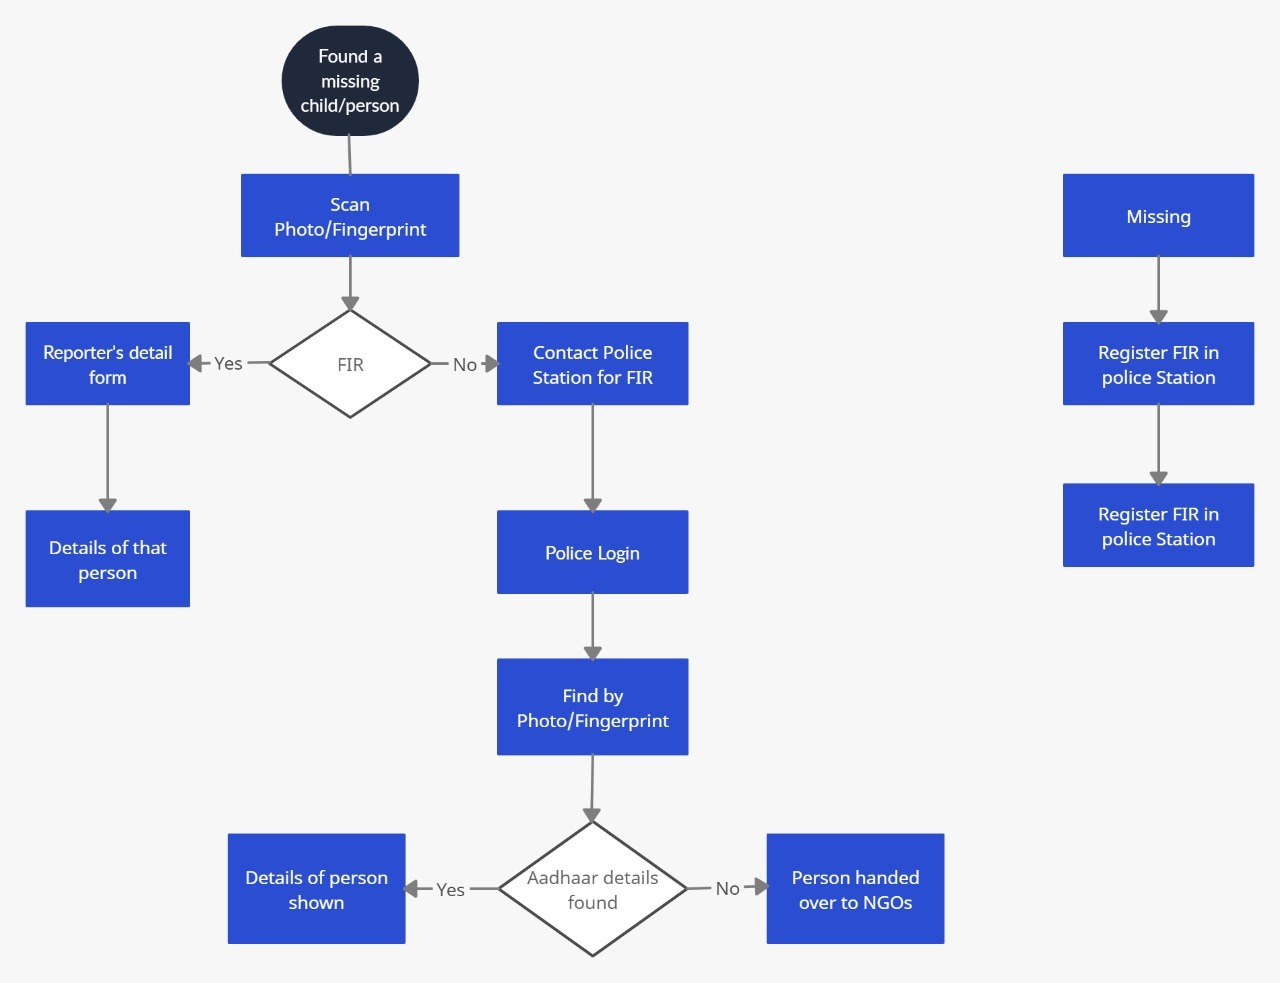 Found a
missing
child/person
Scan
Photo/Fingerprint
Missing
Reporter's detail
form
Yes
FIR
No
Contact Police
Station for FIR
Register FIR in
police Station
Details of that
person
Police Login
Register FIR in
police Station
Find by
Photo/Fingerprint
Details of person
shown
Yes
Aadhaar details
found
No
Person handed
over to NGOs